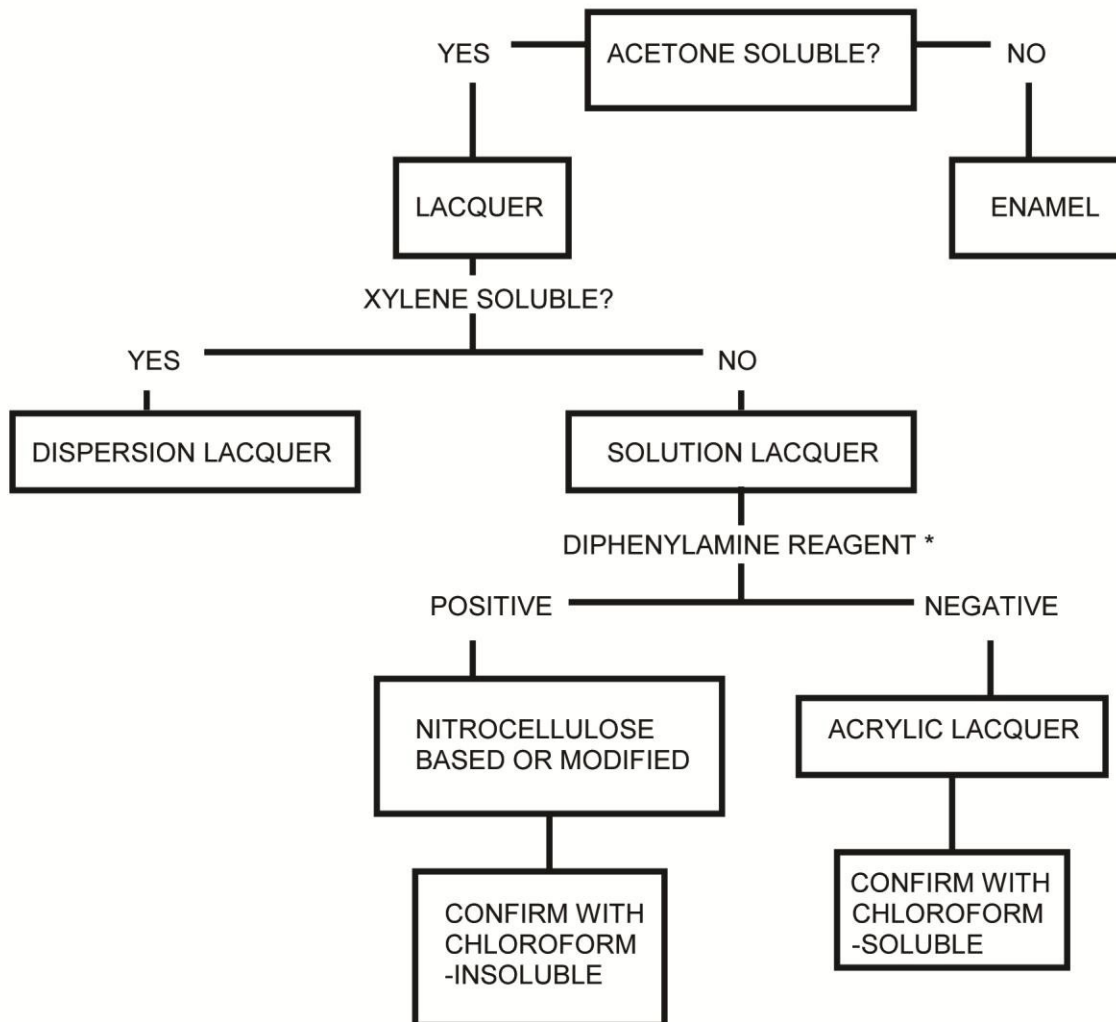 ACETONE SOLUBLE?
YES
NO
LACQUER
ENAMEL
XYLENE SOLUBLE?
YES
NO
DISPERSION LACQUER
SOLUTION LACQUER
DIPHENYLAMINE REAGENT *
POSITIVE
NEGATIVE
NITROCELLULOSE
BASED OR MODIFIED
ACRYLIC LACQUER
CONFIRM WITH
CHLOROFORM
-INSOLUBLE
CONFIRM WITH
CHLOROFORM
-SOLUBLE